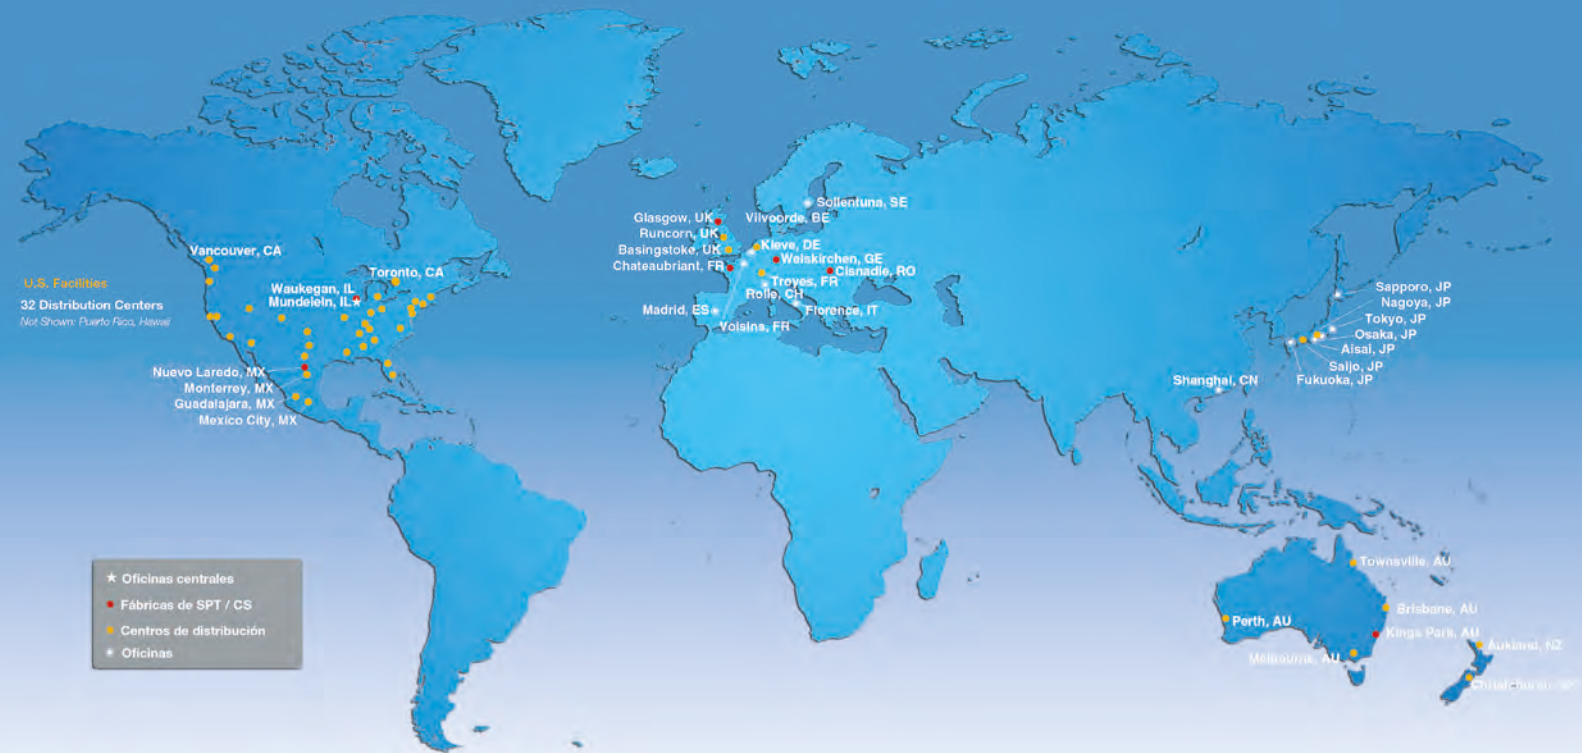 Sollentuna, SE
Glasgow, UK
Vilvoorde, BE
Runcorn, UK
Basingstoke, UK
Kleve, DE
Weiskirchen, GE
Chateaubriant, FR
Cisnadie, RO
Troyes, FR
Rolle, CH
Madrid, ES
Florence, IT
Voisins, FR
Vancouver, CA
Toronto, CA
U.S. Facilities
32 Distribution Centers
Not Shown: Puerto Rico, Hawaii
Waukegan, IL
Mundelein, IL
Nuevo Laredo, MX
Monterrey, MX
Guadalajara, MX
Mexico City, MX
Sapporo, JP
Nagoya, JP
Tokyo, JP
Osaka, JP
Aisai, JP
Saijo, JP
Fukuoka, JP
Shanghai, CN
Townsville, AU
Brisbane, AU
Perth, AU
Kings Park, AU
Melbourne, AU
Aukland, NZ
Oficinas centrales
Fábricas de SPT / CS
Centros de distribución
Oficinas